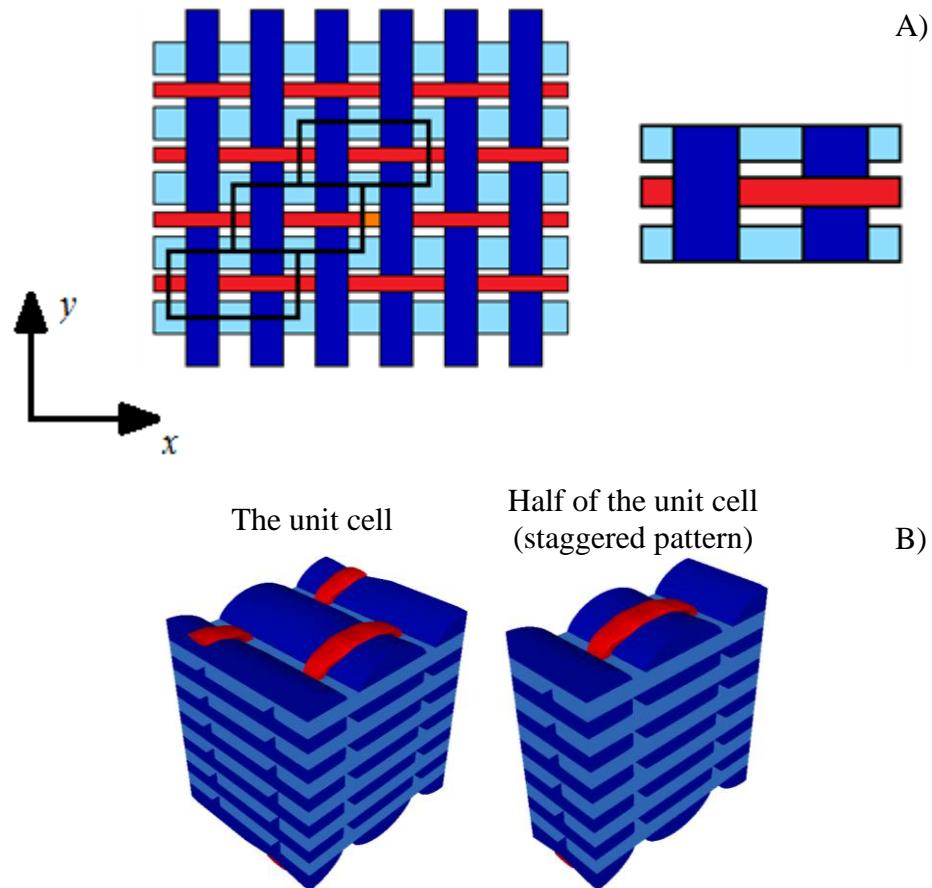 A)
y
x
The unit cell
Half of the unit cell
(staggered pattern)
B)